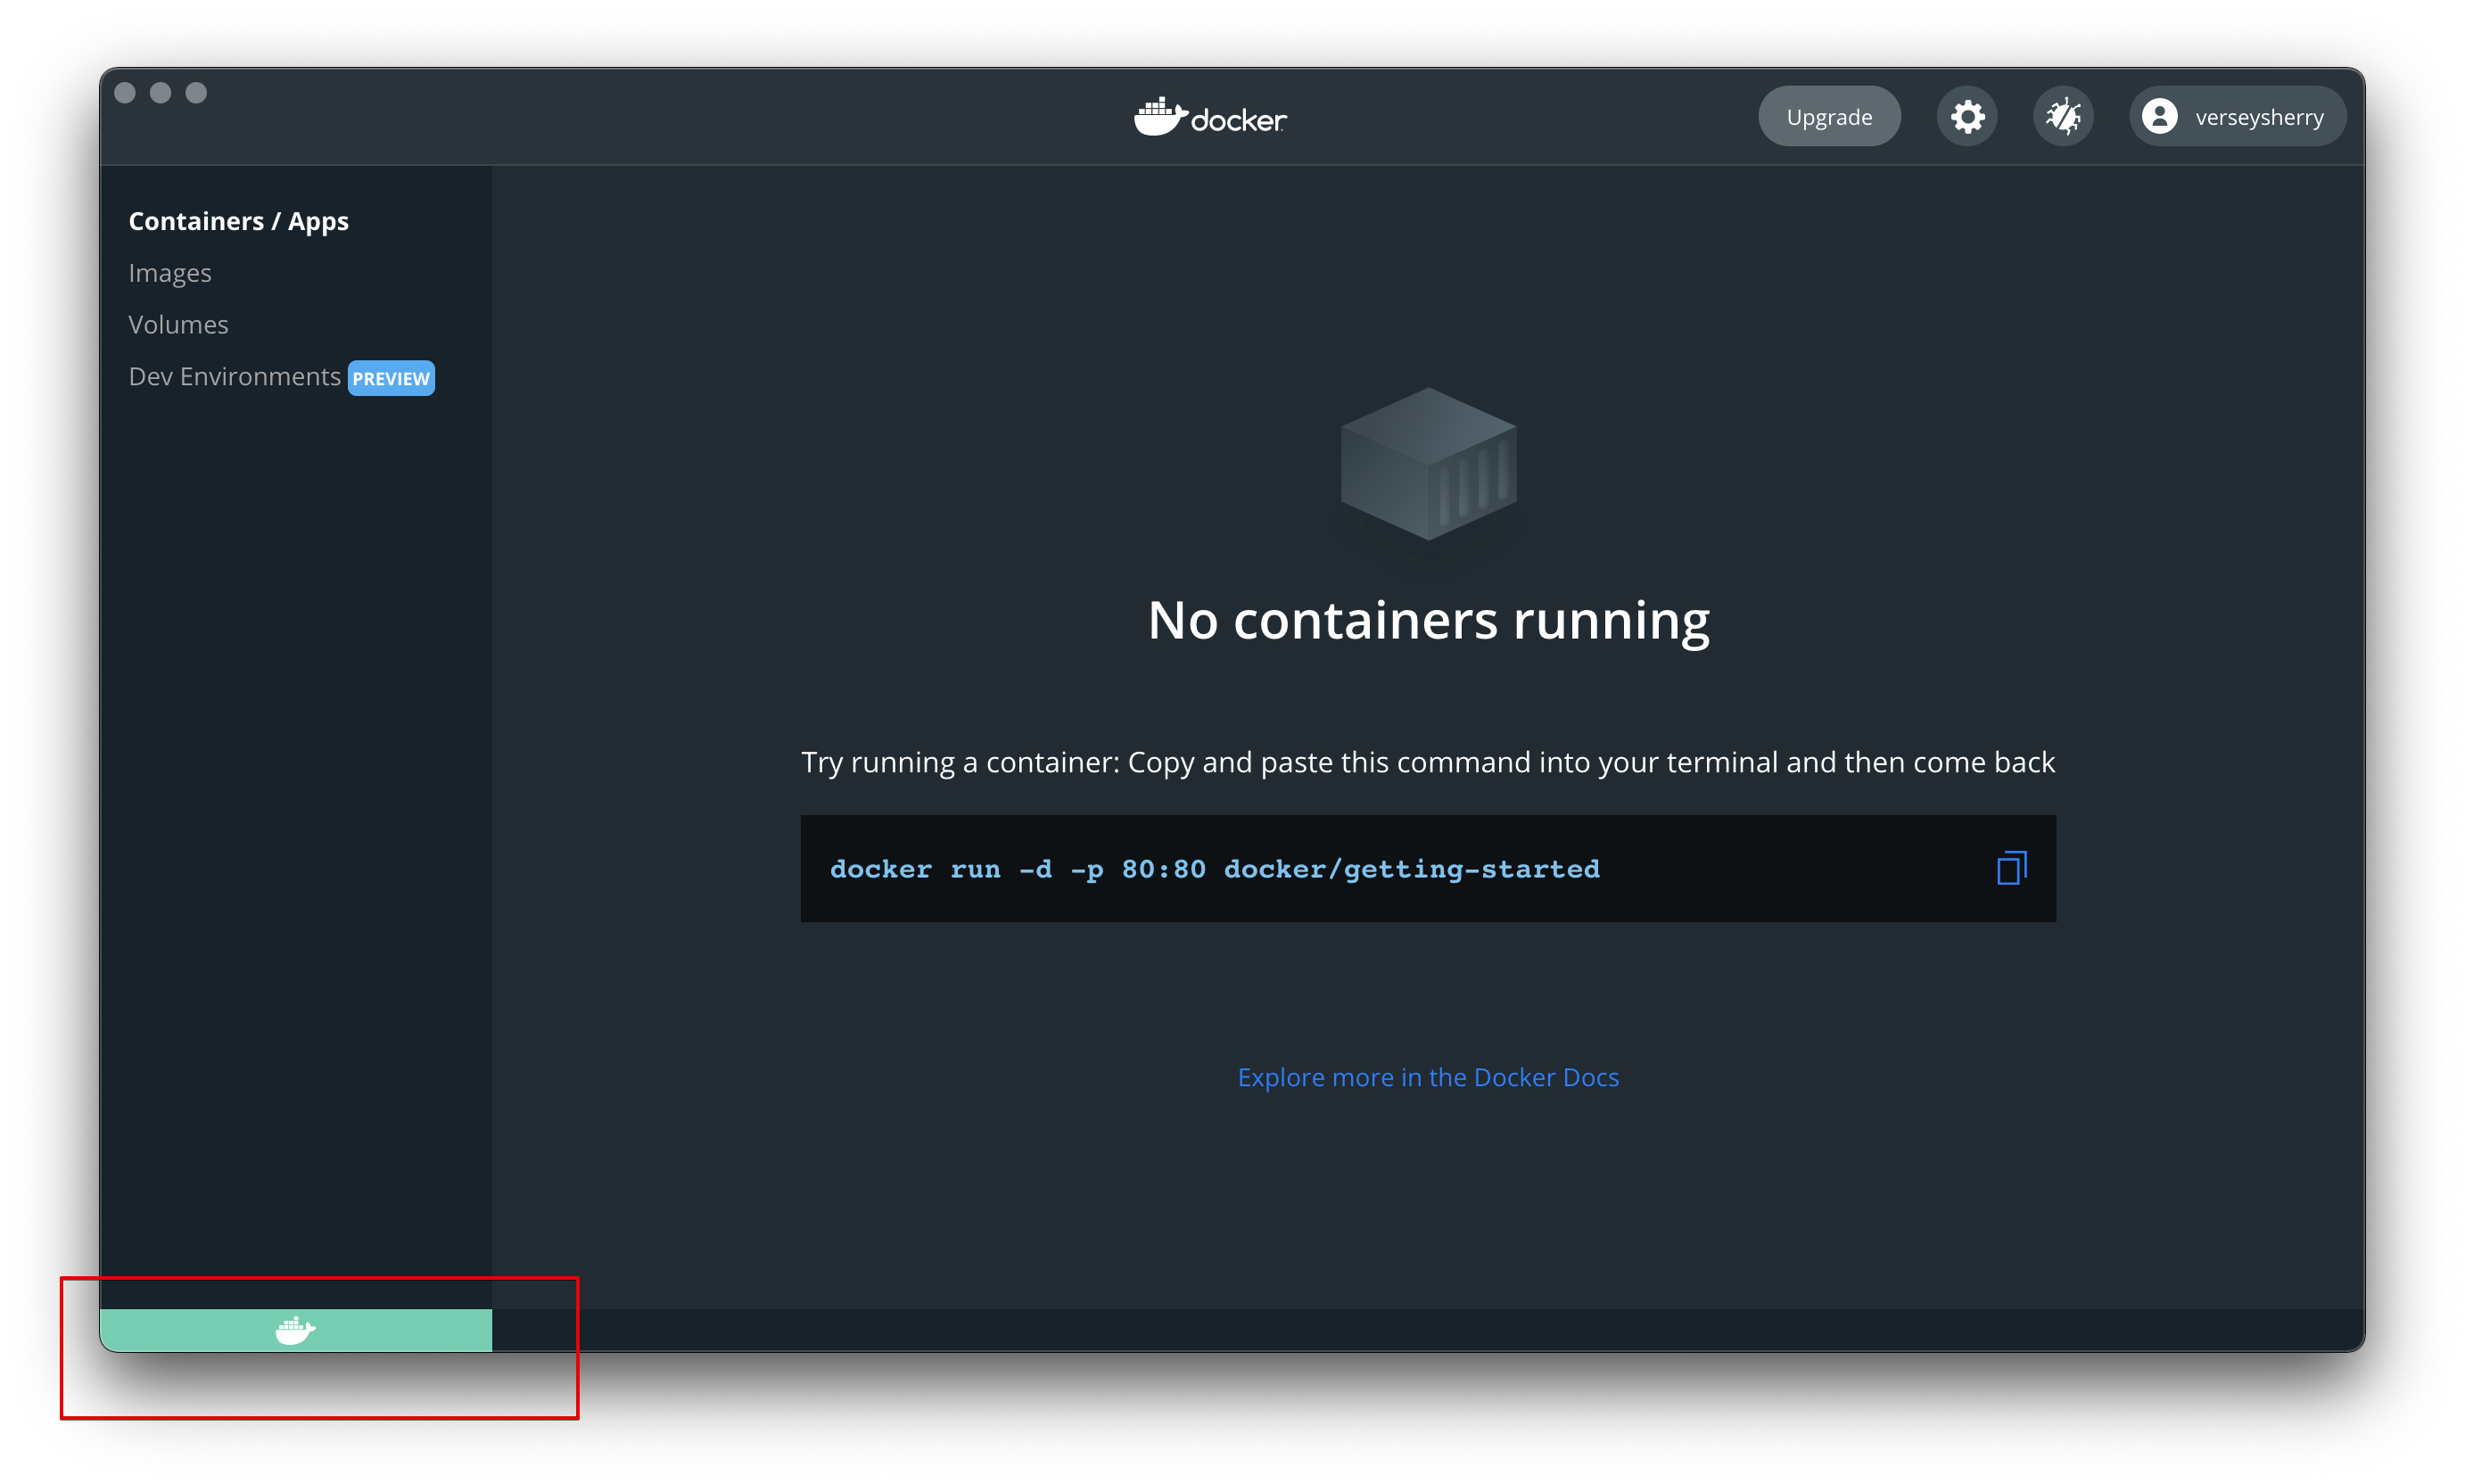 docker
Upgrade
verseysherry
Containers / Apps
Images
Volumes
Dev Environments PREVIEW
No containers running
Try running a container: Copy and paste this command into your terminal and then come back
docker run -d -p 80:80 docker/getting-started
Explore more in the Docker Docs